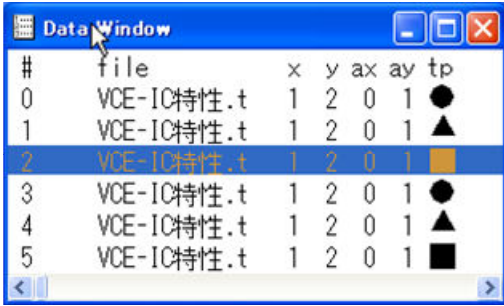 Data Window
# file x y ax ay tp
0 VCE-IC特性.t 1 2 0 1 ●
1 VCE-IC特性.t 1 2 0 1 ▲
2 VCE-IC特性.t 1 2 0 1 ■
3 VCE-IC特性.t 1 2 0 1 ●
4 VCE-IC特性.t 1 2 0 1 ▲
5 VCE-IC特性.t 1 2 0 1 ■